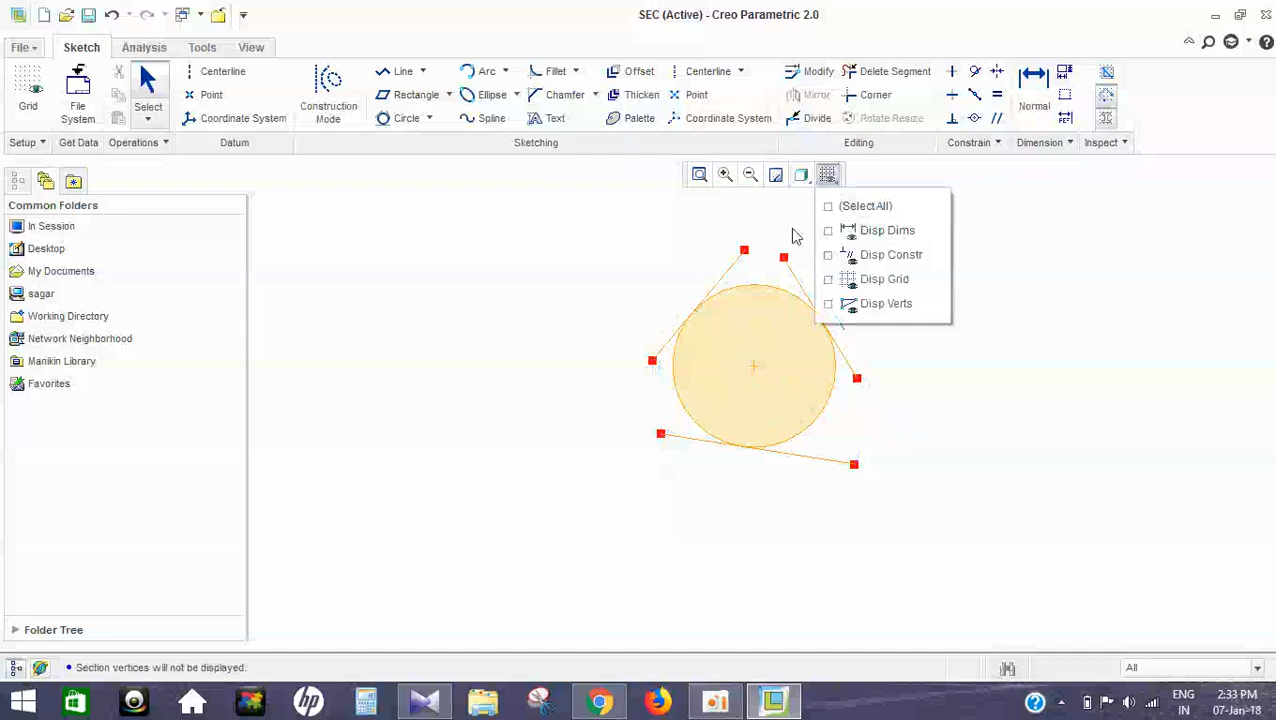 SEC (Active) - Creo Parametric 2.0
File Sketch Analysis Tools View
Centerline Line Arc Fillet Offset Centerline Modify Delete Segment
Point Rectangle Ellipse Chamfer Thicken Point Mirror Corner
Coordinate System Circle Spline Text Palette Coordinate System Divide Rotate Resize
Grid File System Select Construction Mode Normal
Setup Get Data Operations Datum Sketching Editing Constrain Dimension Inspect
Common Folders
In Session
Desktop
My Documents
sagar
Working Directory
Network Neighborhood
Manikin Library
Favorites
(Select All)
Disp Dims
Disp Constr
Disp Grid
Disp Verts
Folder Tree
• Section vertices will not be displayed.
All
hp
ENG
IN
2:33 PM
07-Jan-18